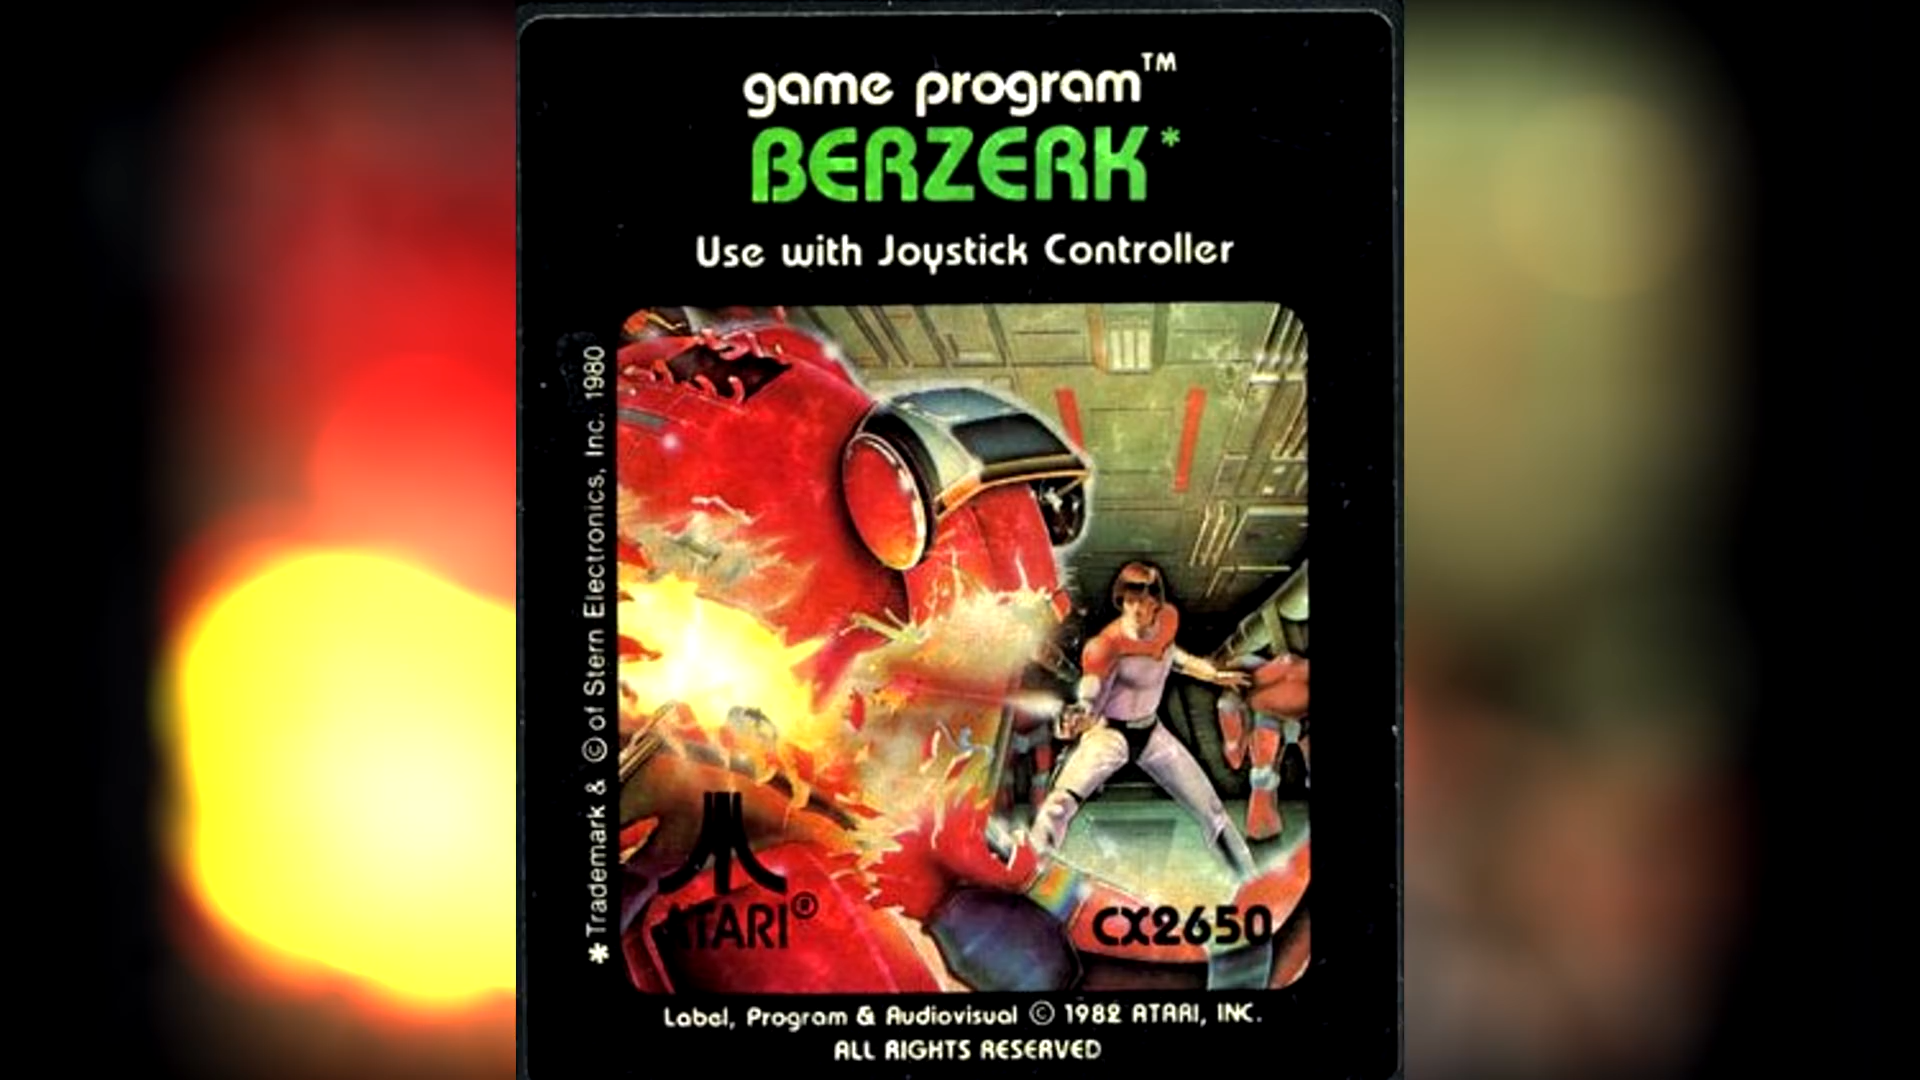 game program™
BERZERK*
Use with Joystick Controller
*Trademark & © of Stern Electronics, Inc. 1980
ATARI®
CX2650
Label, Program & Audiovisual © 1982 ATARI, INC.
ALL RIGHTS RESERVED